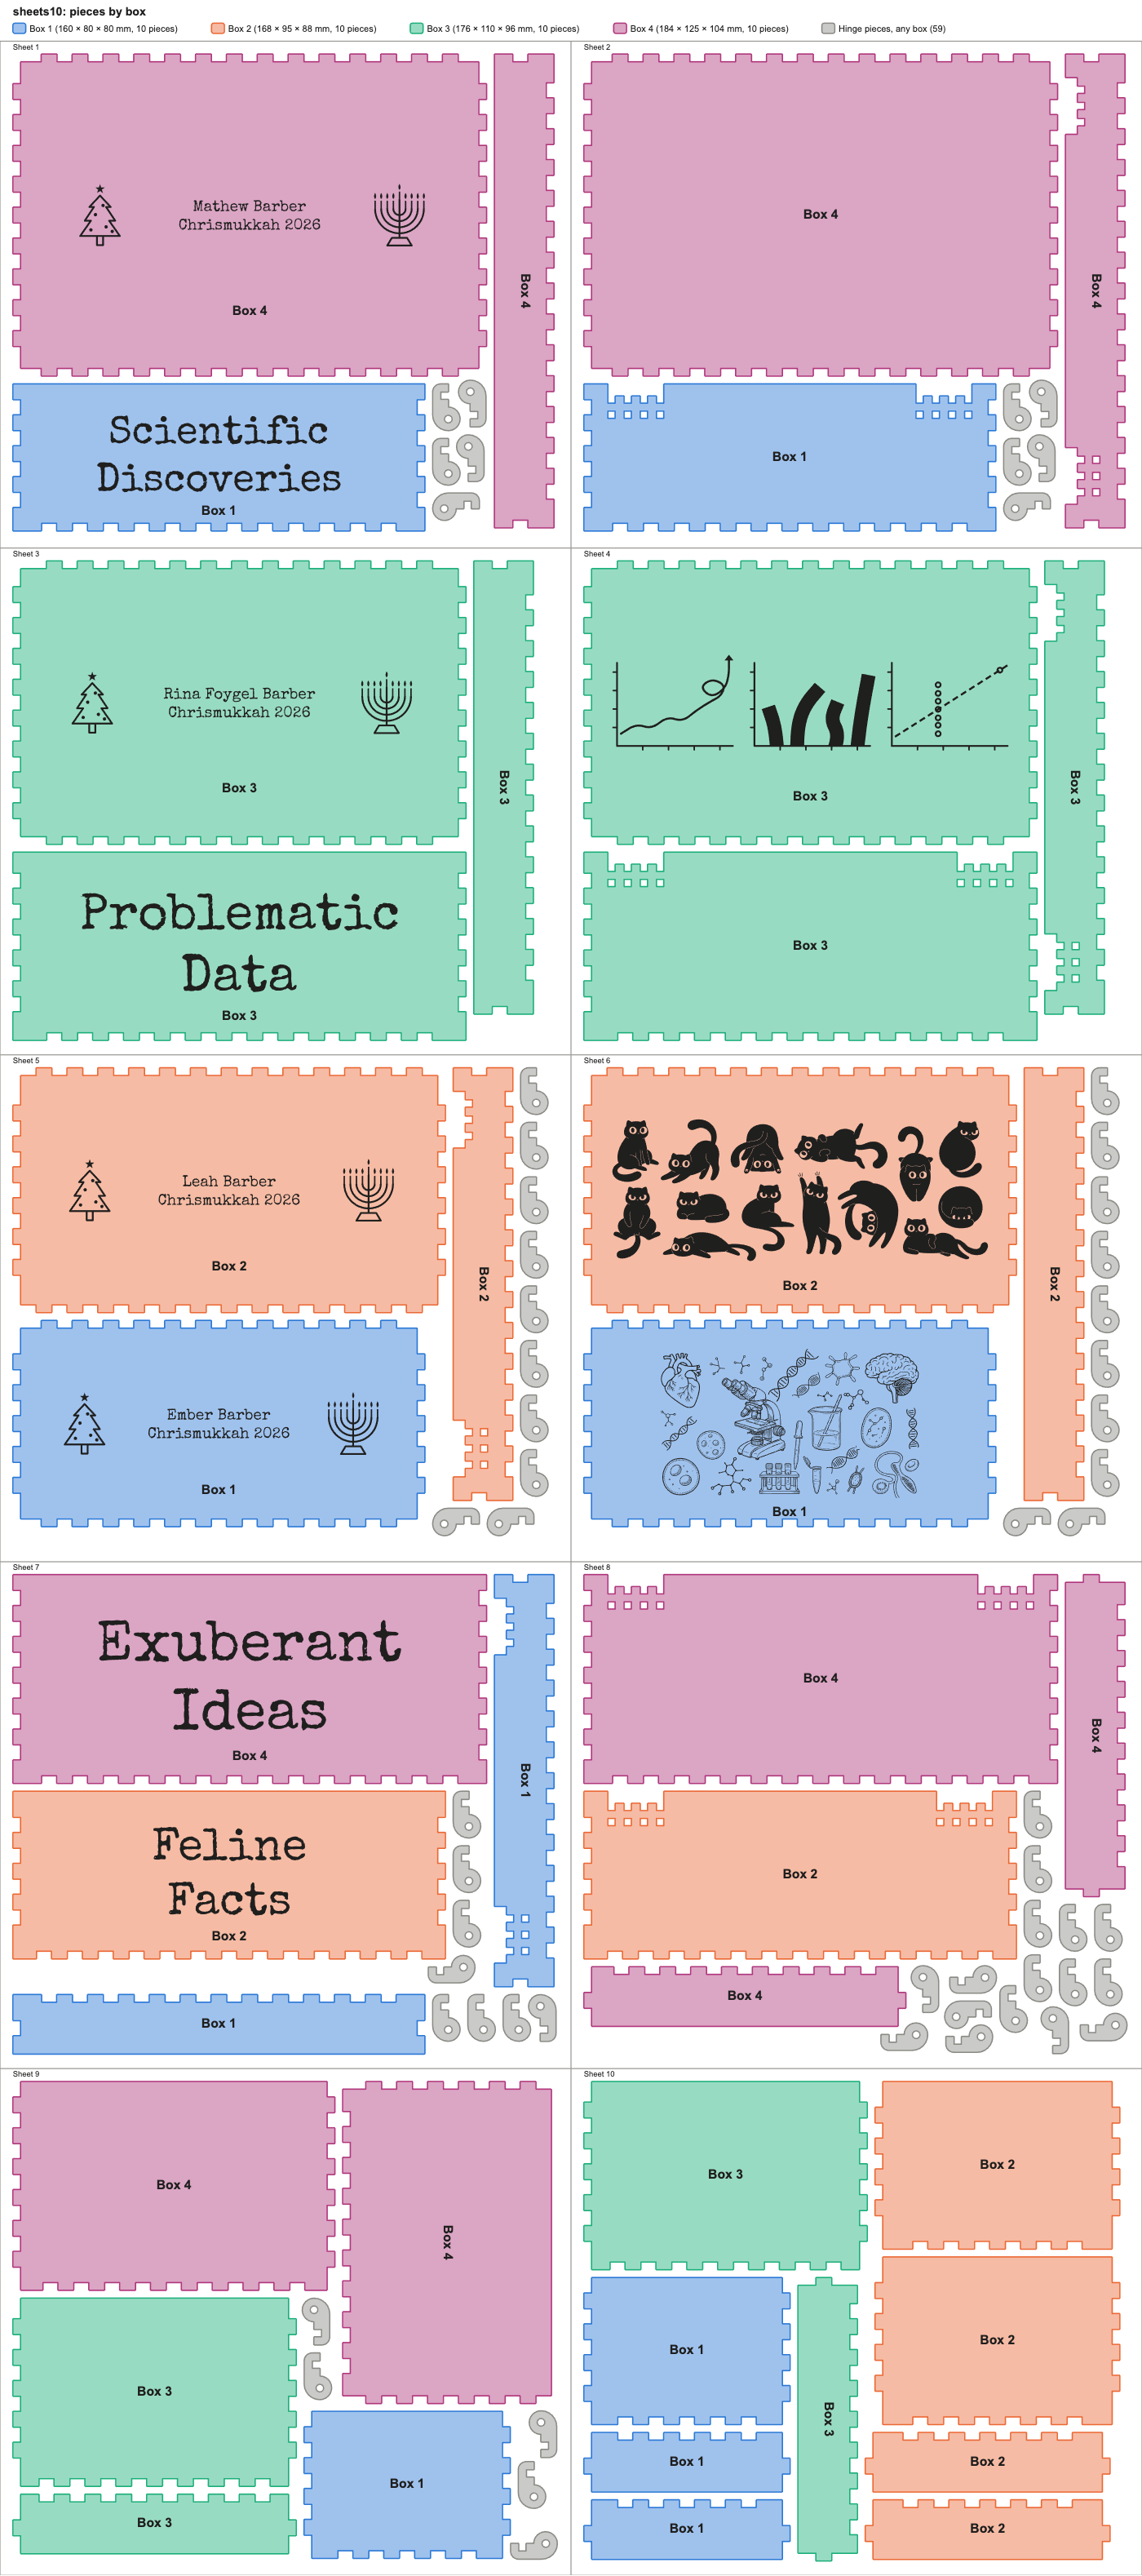 sheets10: pieces by box
Box 1 (160 × 80 × 80 mm, 10 pieces)
Box 2 (168 × 95 × 88 mm, 10 pieces)
Box 3 (176 × 110 × 96 mm, 10 pieces)
Box 4 (184 × 125 × 104 mm, 10 pieces)
Hinge pieces, any box (59)
Sheet 1
Mathew Barber
Chrismukkah 2026
Box 4
Box 4
Scientific
Discoveries
Box 1
Sheet 2
Box 4
Box 4
Box 1
Sheet 3
Rina Foygel Barber
Chrismukkah 2026
Box 3
Box 3
Problematic
Data
Box 3
Sheet 4
Box 3
Box 3
Box 3
Sheet 5
Leah Barber
Chrismukkah 2026
Box 2
Box 2
Ember Barber
Chrismukkah 2026
Box 1
Sheet 6
Box 2
Box 2
Box 1
Sheet 7
Exuberant
Ideas
Box 4
Box 1
Feline
Facts
Box 2
Box 1
Sheet 8
Box 4
Box 4
Box 2
Box 4
Sheet 9
Box 4
Box 4
Box 3
Box 1
Box 3
Sheet 10
Box 3
Box 2
Box 1
Box 2
Box 3
Box 1
Box 2
Box 1
Box 2